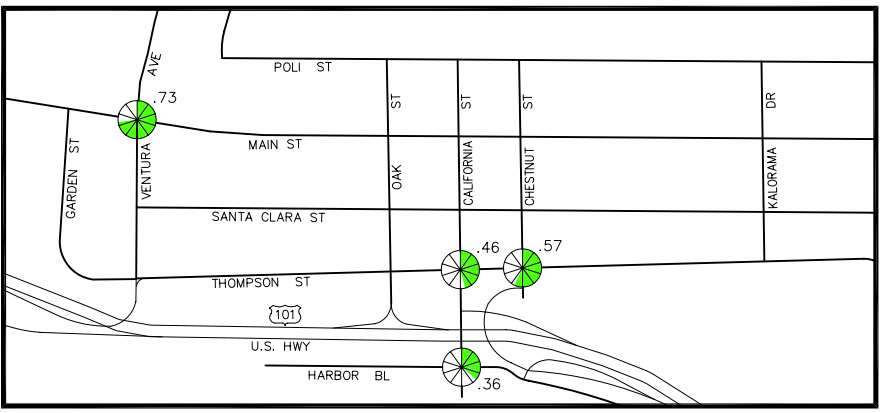 POLI ST
AVE
.73
ST
ST
ST
DR
MAIN ST
GARDEN ST
VENTURA
OAK
CALIFORNIA
CHESTNUT
KALORAMA
SANTA CLARA ST
.46
.57
THOMPSON ST
101
U.S. HWY
HARBOR BL
.36